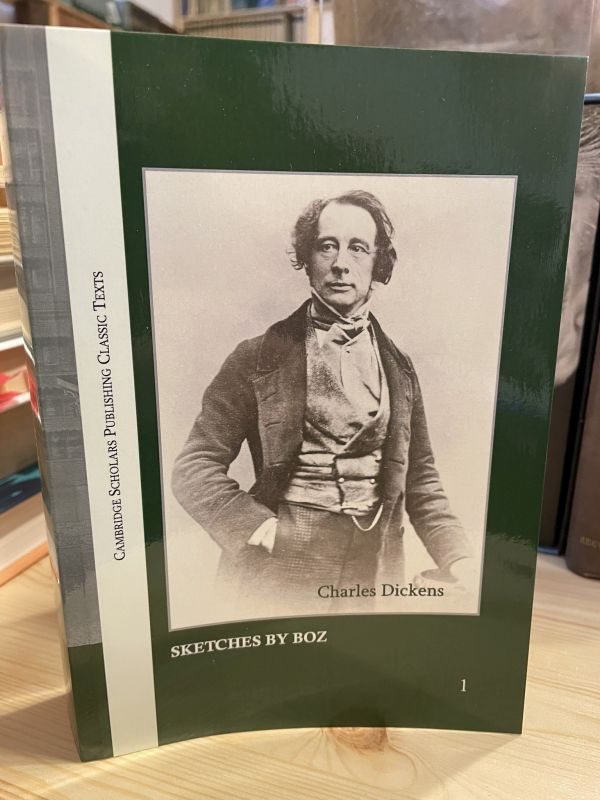 CAMBRIDGE SCHOLARS PUBLISHING CLASSIC TEXTS
Charles Dickens
SKETCHES BY BOZ
1